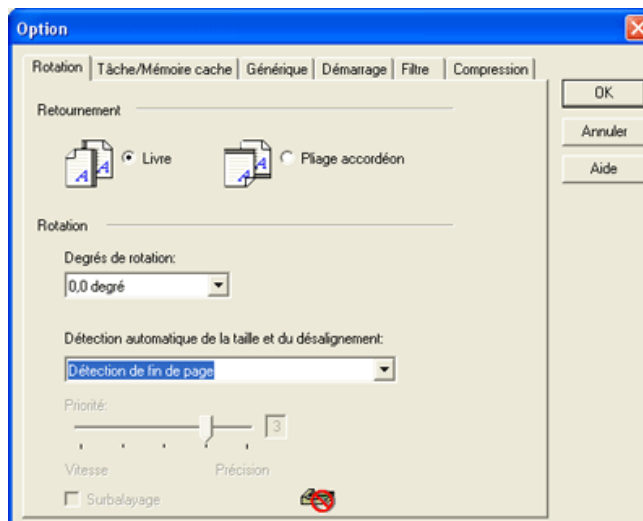 Option
Rotation Tâche/Mémoire cache Générique Démarrage Filtre Compression
OK
Annuler
Aide
Retournement
A A Livre A A Pliage accordéon
Rotation
Degrés de rotation:
0,0 degré
Détection automatique de la taille et du désalignement:
Détection de fin de page
Priorité:
3
Vitesse Précision
Surbalayage